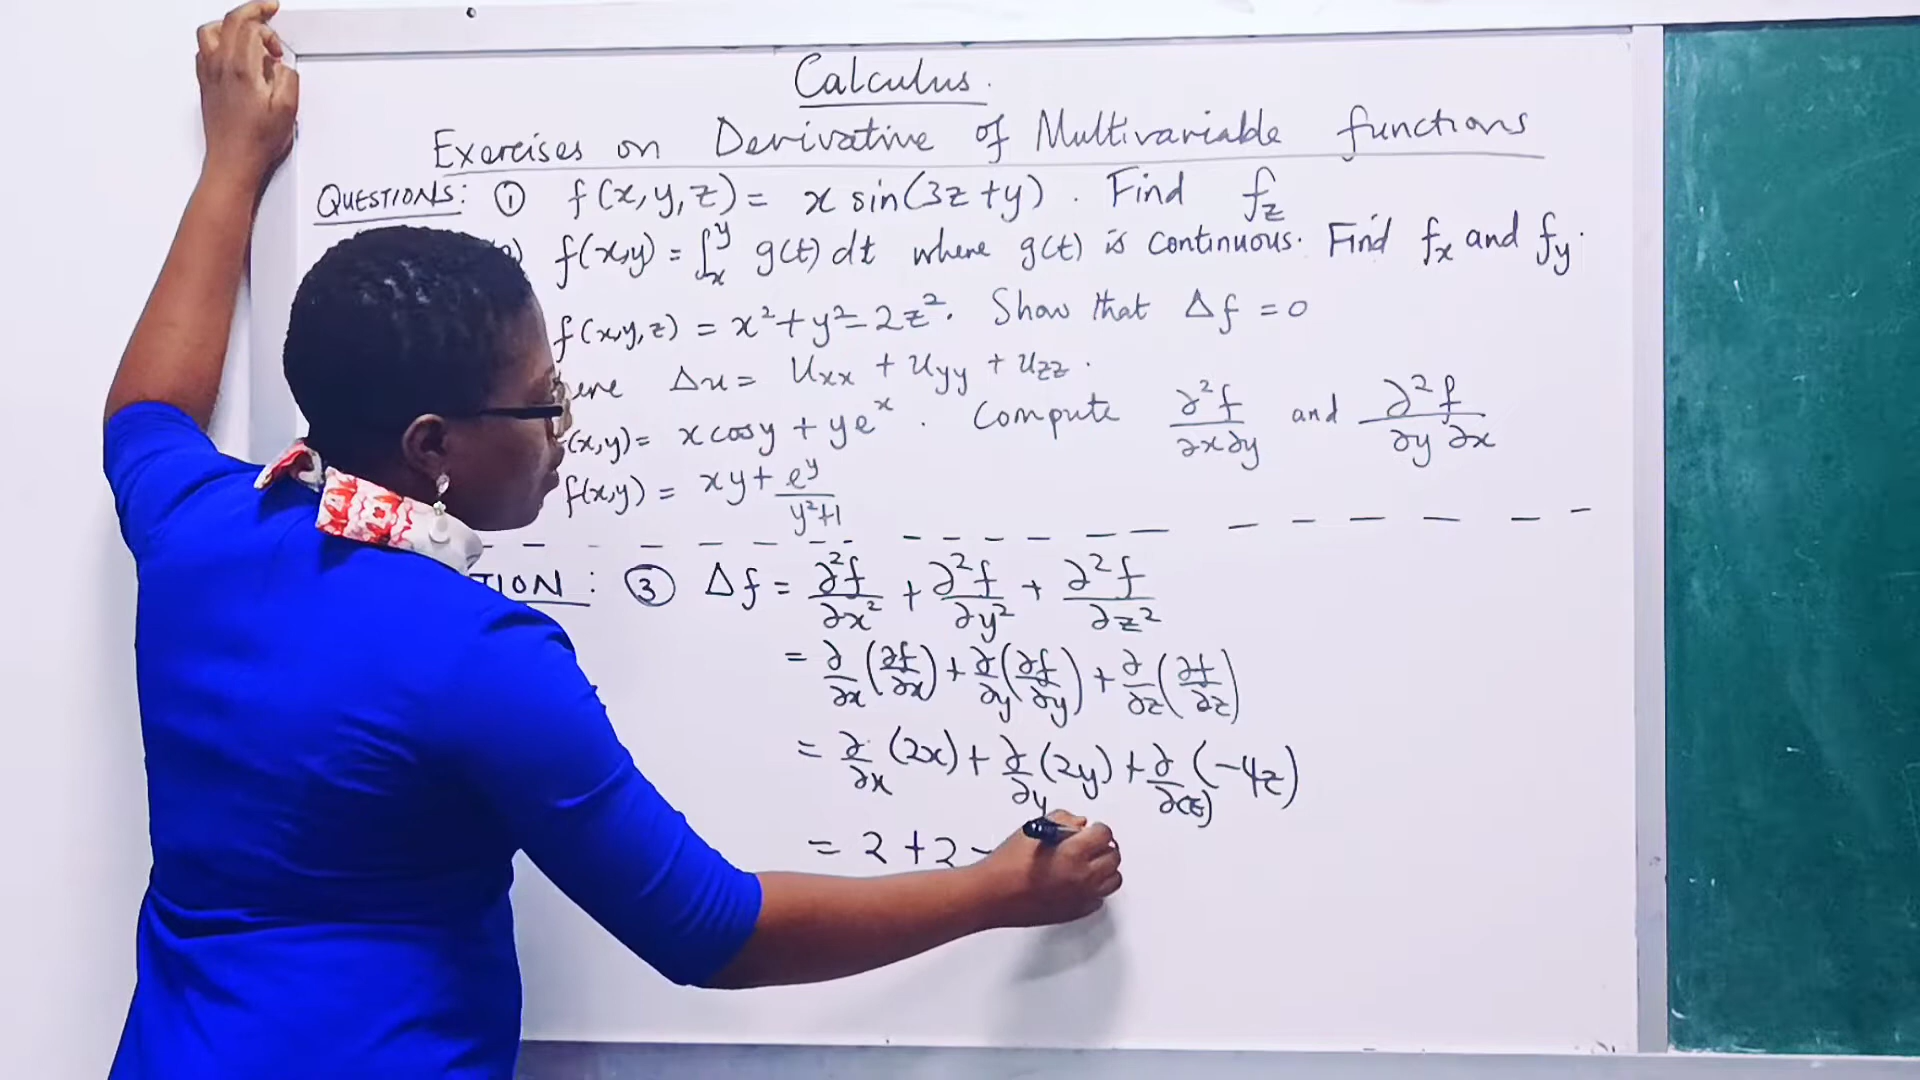 Calculus.
Exercises on Derivative of Multivariable functions
QUESTIONS: ① f(x,y,z) = x sin(3z+y). Find f_z
f(x,y) = ∫_x^y g(t) dt where g(t) is continuous. Find f_x and f_y.
f(x,y,z) = x²+y²-2z². Show that Δf = 0
ere Δu = U_xx + U_yy + U_zz.
(x,y) = x cosy + ye^x. Compute ∂²f/∂x∂y and ∂²f/∂y∂x
f(x,y) = xy + e^y/y²+1
TION: ③ Δf = ∂²f/∂x² + ∂²f/∂y² + ∂²f/∂z²
= ∂/∂x (∂f/∂x) + ∂/∂y (∂f/∂y) + ∂/∂z (∂f/∂z)
= ∂/∂x (2x) + ∂/∂y (2y) + ∂/∂(z) (-4z)
= 2 + 2 -